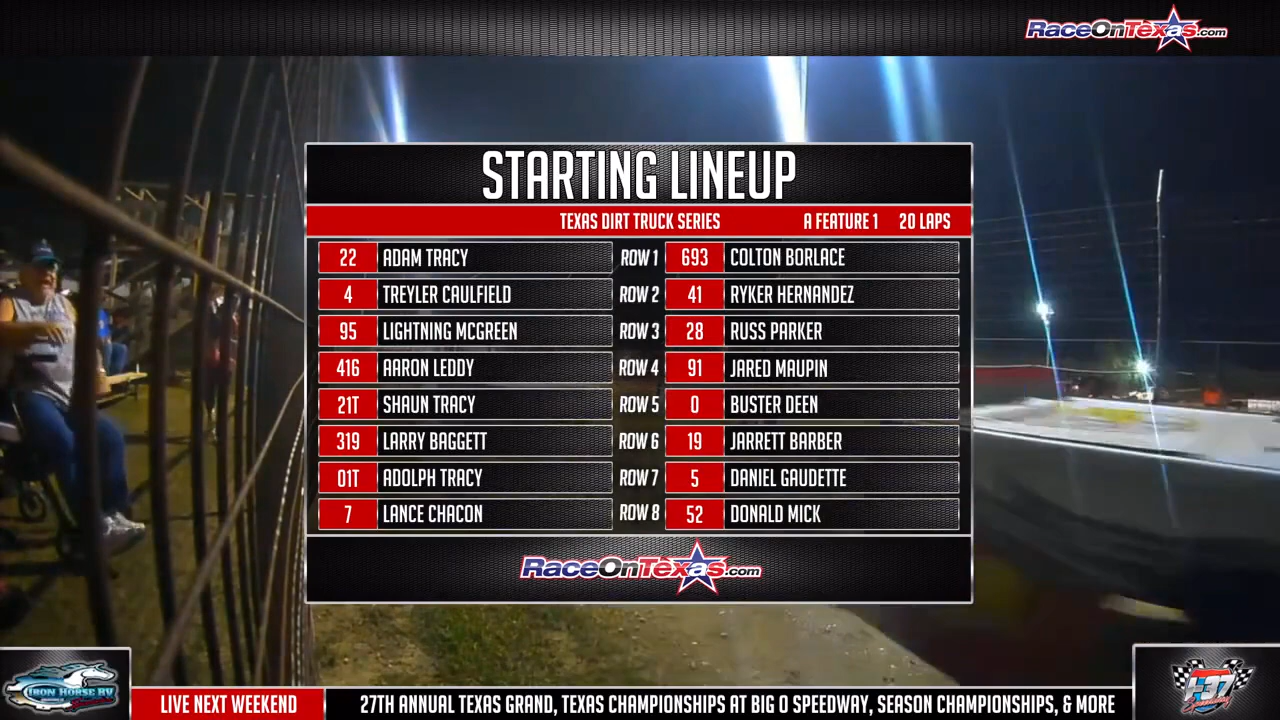 RaceOnTexas.com
STARTING LINEUP
TEXAS DIRT TRUCK SERIES A FEATURE 1 20 LAPS
22 ADAM TRACY ROW 1 693 COLTON BORLACE
4 TREYLER CAULFIELD ROW 2 41 RYKER HERNANDEZ
95 LIGHTNING MCGREEN ROW 3 28 RUSS PARKER
416 AARON LEDDY ROW 4 91 JARED MAUPIN
21T SHAUN TRACY ROW 5 0 BUSTER DEEN
319 LARRY BAGGETT ROW 6 19 JARRETT BARBER
01T ADOLPH TRACY ROW 7 5 DANIEL GAUDETTE
7 LANCE CHACON ROW 8 52 DONALD MICK
RaceOnTexas.com
IRON HORSE RV
I-37
Speedway
LIVE NEXT WEEKEND 27TH ANNUAL TEXAS GRAND, TEXAS CHAMPIONSHIPS AT BIG O SPEEDWAY, SEASON CHAMPIONSHIPS, & MORE